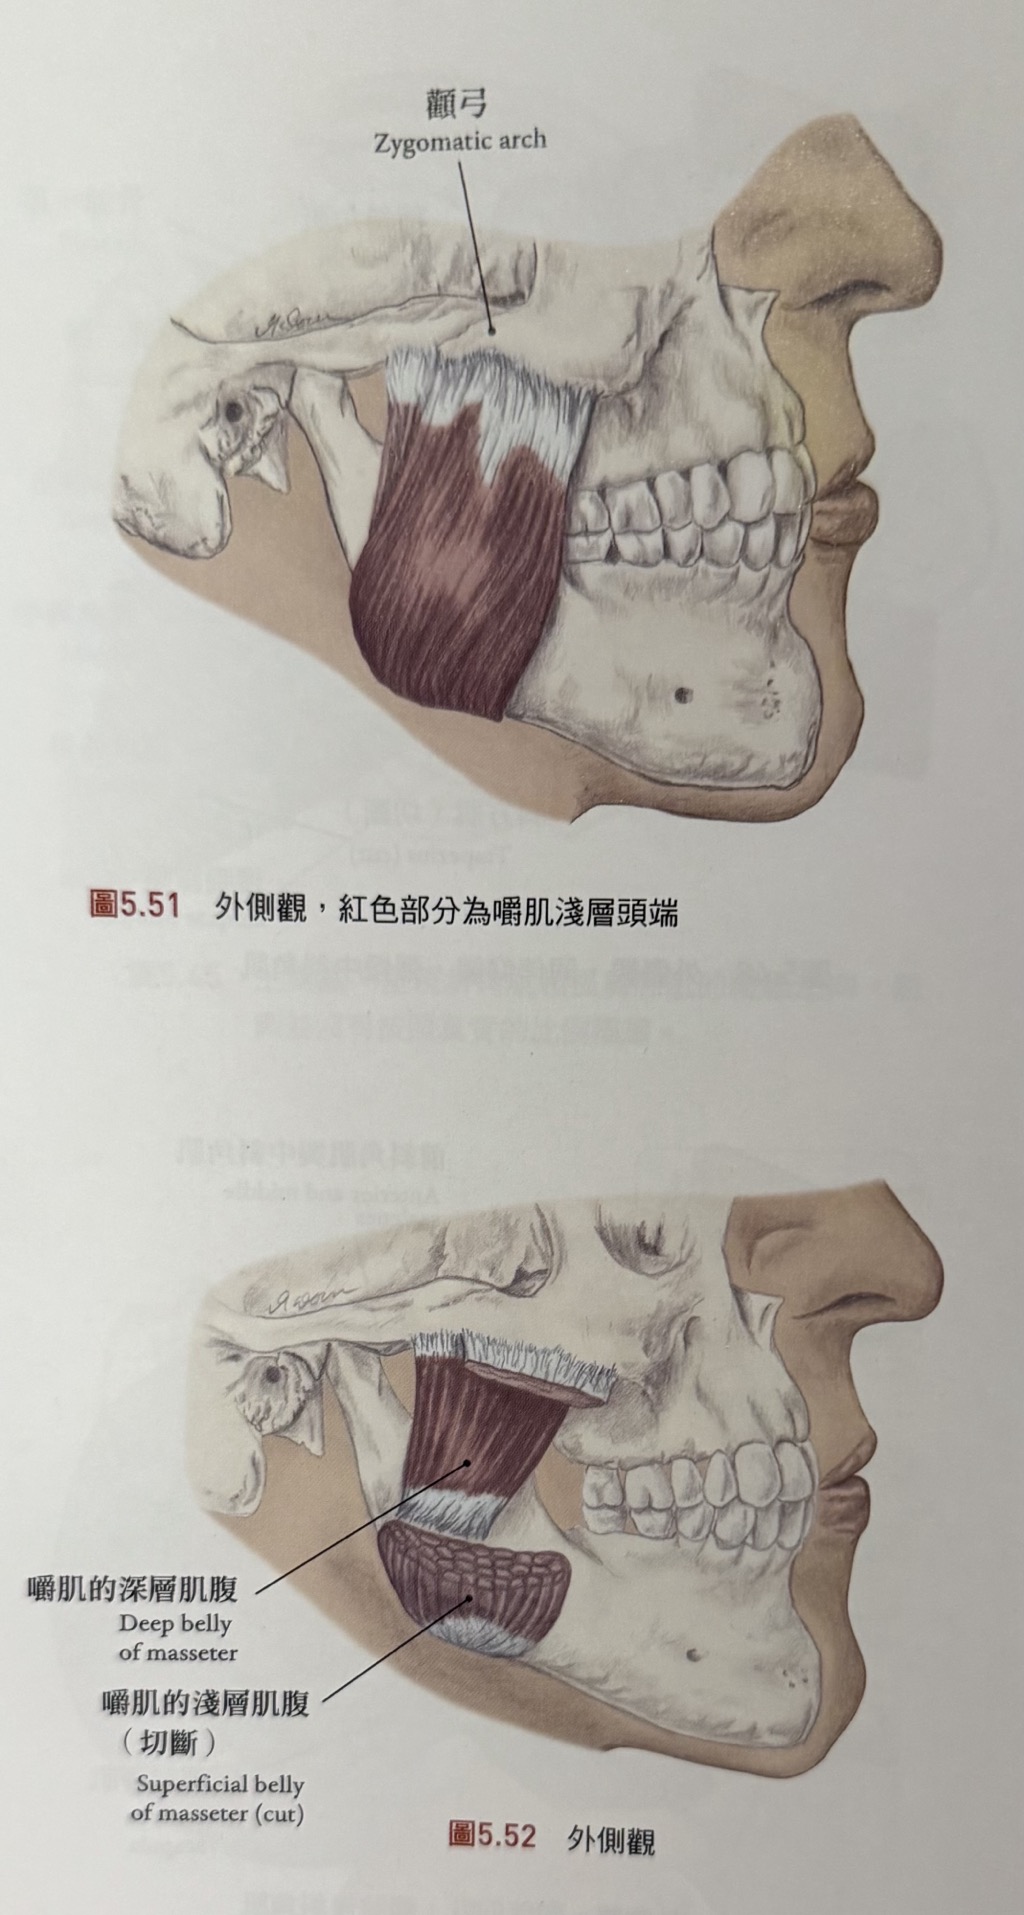 顴弓
Zygomatic arch
圖5.51 外側觀，紅色部分為嚼肌淺層頭端
嚼肌的深層肌腹
Deep belly
of masseter
嚼肌的淺層肌腹
（切斷）
Superficial belly
of masseter (cut)
圖5.52 外側觀